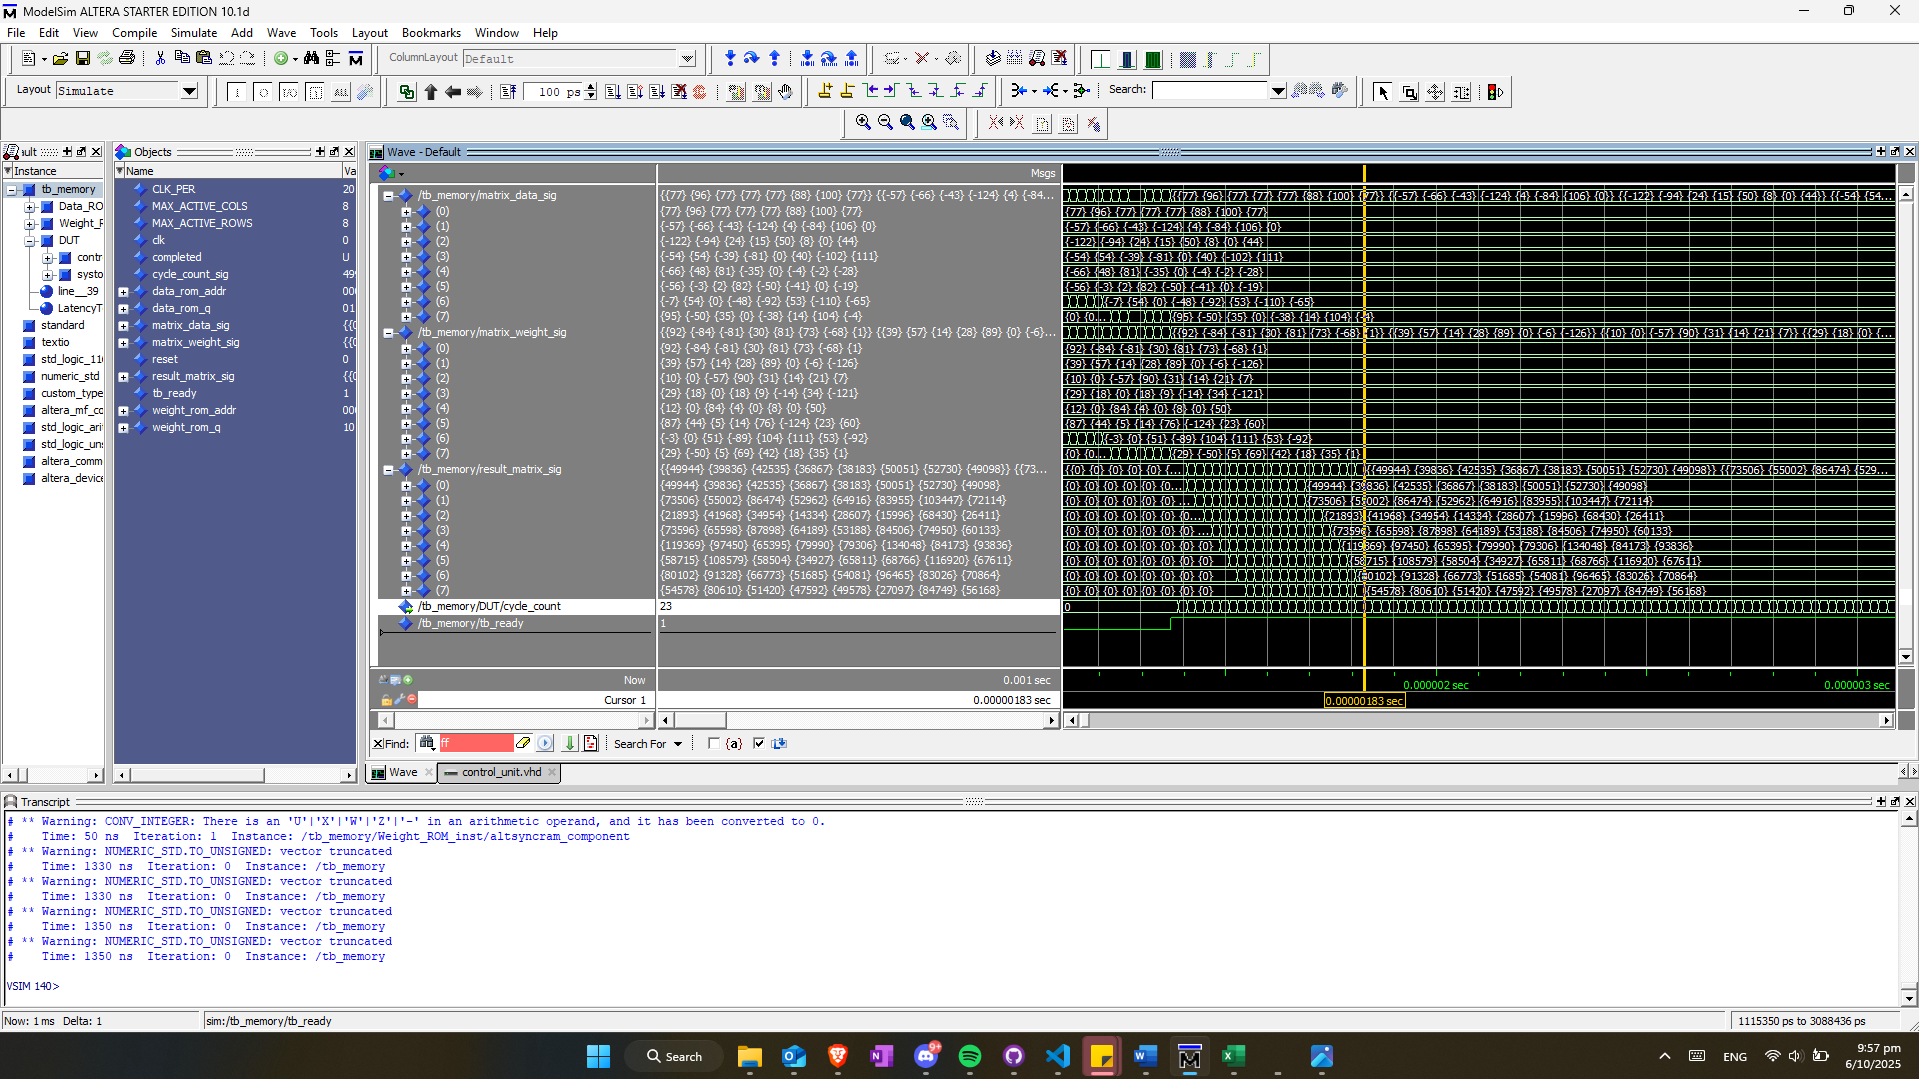 ModelSim ALTERA STARTER EDITION 10.1d
File Edit View Compile Simulate Add Wave Tools Layout Bookmarks Window Help
ColumnLayout Default
Layout Simulate
100 ps
Search:
Instance
tb_memory
Data_RO
Weight_R
DUT
contr
systo
line__39
LatencyT
standard
textio
std_logic_11
numeric_std
custom_type
altera_mf_co
std_logic_ari
std_logic_uns
altera_comm
altera_device
Objects
Name
CLK_PER 20
MAX_ACTIVE_COLS 8
MAX_ACTIVE_ROWS 8
clk 0
completed U
cycle_count_sig 499
data_rom_addr 000
data_rom_q 01
matrix_data_sig {{0
matrix_weight_sig {{0
reset 0
result_matrix_sig {{0
tb_ready 1
weight_rom_addr 000
weight_rom_q 10
Wave - Default
Msgs
/tb_memory/matrix_data_sig {{77} {96} {77} {77} {77} {88} {100} {77}} {{-57} {-66} {-43} {-124} {4} {-84...
(0) {77} {96} {77} {77} {77} {88} {100} {77}
(1) {-57} {-66} {-43} {-124} {4} {-84} {106} {0}
(2) {-122} {-94} {24} {15} {50} {8} {0} {44}
(3) {-54} {54} {-39} {-81} {0} {40} {-102} {111}
(4) {-66} {48} {81} {-35} {0} {-4} {-2} {-28}
(5) {-56} {-3} {2} {82} {-50} {-41} {0} {-19}
(6) {-7} {54} {0} {-48} {-92} {53} {-110} {-65}
(7) {95} {-50} {35} {0} {-38} {14} {104} {-4}
/tb_memory/matrix_weight_sig {{92} {-84} {-81} {30} {81} {73} {-68} {1}} {{39} {57} {14} {28} {89} {0} {-6}...
(0) {92} {-84} {-81} {30} {81} {73} {-68} {1}
(1) {39} {57} {14} {28} {89} {0} {-6} {-126}
(2) {10} {0} {-57} {90} {31} {14} {21} {7}
(3) {29} {18} {0} {18} {9} {-14} {34} {-121}
(4) {12} {0} {84} {4} {0} {8} {0} {50}
(5) {87} {44} {5} {14} {76} {-124} {23} {60}
(6) {-3} {0} {51} {-89} {104} {111} {53} {-92}
(7) {29} {-50} {5} {69} {42} {18} {35} {1}
/tb_memory/result_matrix_sig {{49944} {39836} {42535} {36867} {38183} {50051} {52730} {49098}} {{73...
(0) {49944} {39836} {42535} {36867} {38183} {50051} {52730} {49098}
(1) {73506} {55002} {86474} {52962} {64916} {83955} {103447} {72114}
(2) {21893} {41968} {34954} {14334} {28607} {15996} {68430} {26411}
(3) {73596} {65598} {87898} {64189} {53188} {84506} {74950} {60133}
(4) {119369} {97450} {65395} {79990} {79306} {134048} {84173} {93836}
(5) {58715} {108579} {58504} {34927} {65811} {68766} {116920} {67611}
(6) {80102} {91328} {66773} {51685} {54081} {96465} {83026} {70864}
(7) {54578} {80610} {51420} {47592} {49578} {27097} {84749} {56168}
/tb_memory/DUT/cycle_count 23
/tb_memory/tb_ready 1
Now 0.001 sec
Cursor 1 0.00000183 sec
0.000002 sec 0.000003 sec
0.00000183 sec
Find: ff Search For {a}
Wave control_unit.vhd
Transcript
# ** Warning: CONV_INTEGER: There is an 'U'|'X'|'W'|'Z'|'-' in an arithmetic operand, and it has been converted to 0.
# Time: 50 ns Iteration: 1 Instance: /tb_memory/Weight_ROM_inst/altsyncram_component
# ** Warning: NUMERIC_STD.TO_UNSIGNED: vector truncated
# Time: 1330 ns Iteration: 0 Instance: /tb_memory
# ** Warning: NUMERIC_STD.TO_UNSIGNED: vector truncated
# Time: 1330 ns Iteration: 0 Instance: /tb_memory
# ** Warning: NUMERIC_STD.TO_UNSIGNED: vector truncated
# Time: 1350 ns Iteration: 0 Instance: /tb_memory
# ** Warning: NUMERIC_STD.TO_UNSIGNED: vector truncated
# Time: 1350 ns Iteration: 0 Instance: /tb_memory
VSIM 140>
Now: 1 ms Delta: 1 sim:/tb_memory/tb_ready 1115350 ps to 3088436 ps
Search
ENG
9:57 pm
6/10/2025